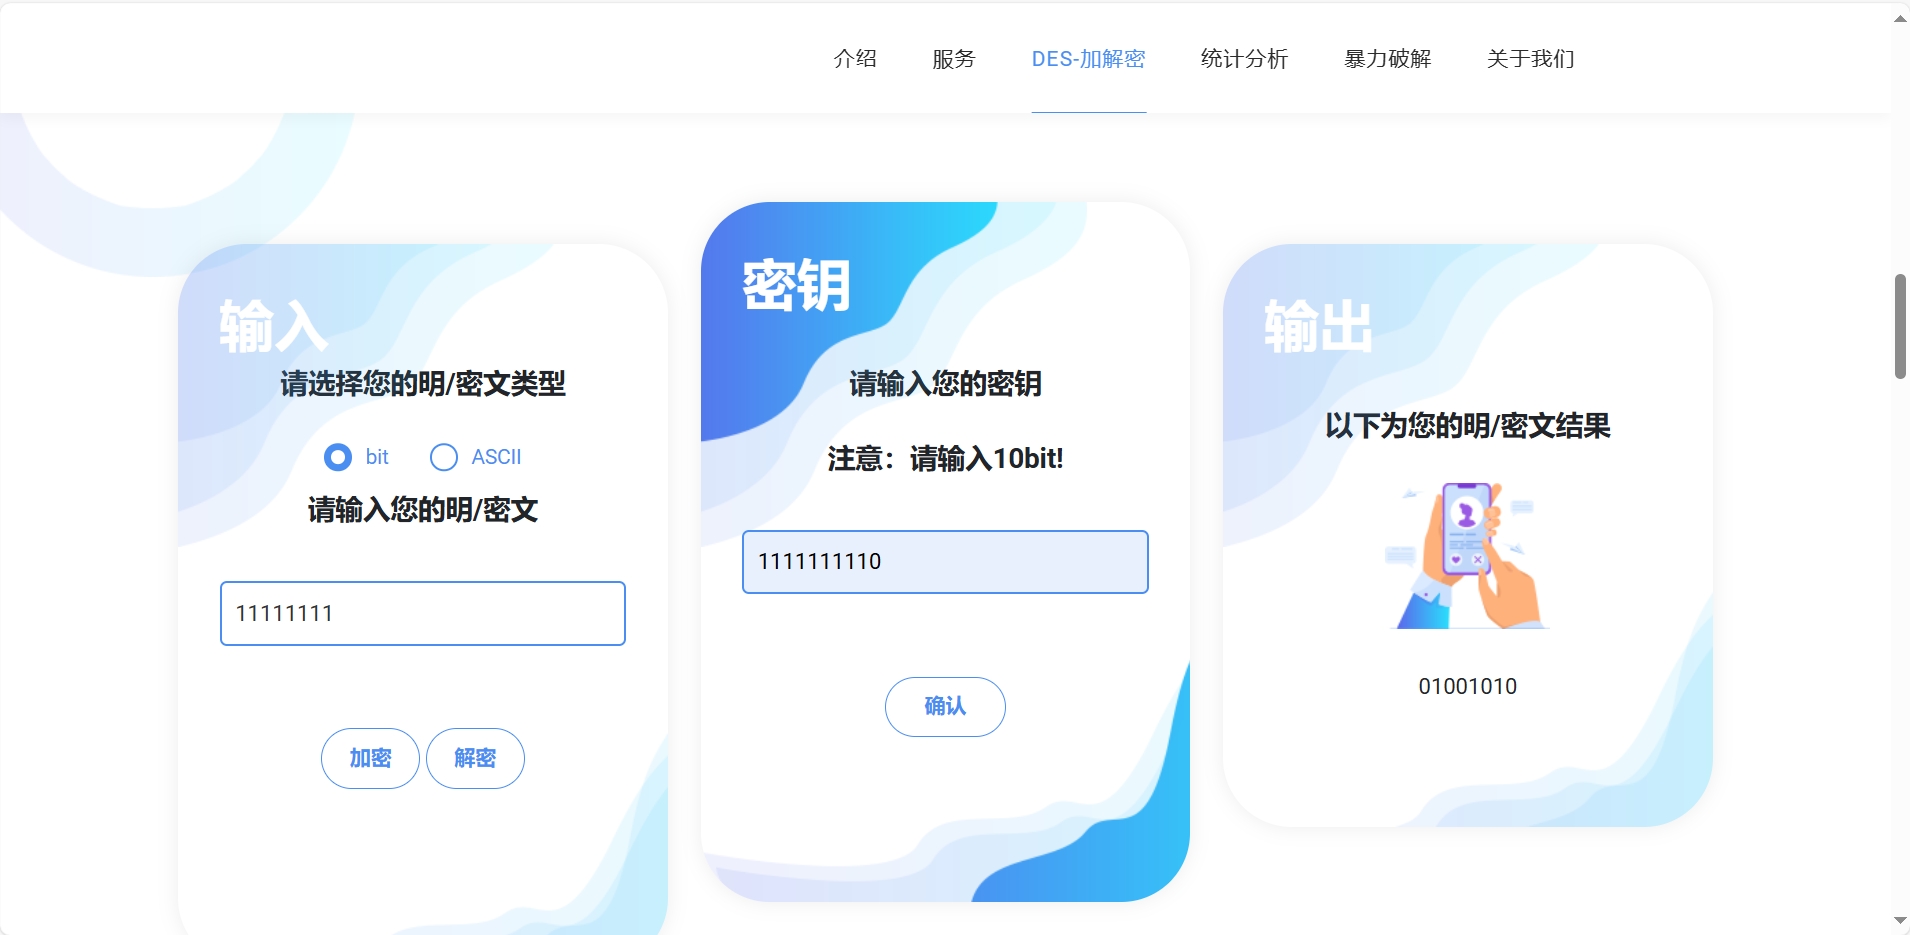 介绍 服务 DES-加解密 统计分析 暴力破解 关于我们
输入
请选择您的明/密文类型
bit ASCII
请输入您的明/密文
11111111
加密 解密
密钥
请输入您的密钥
注意：请输入10bit!
1111111110
确认
输出
以下为您的明/密文结果
01001010